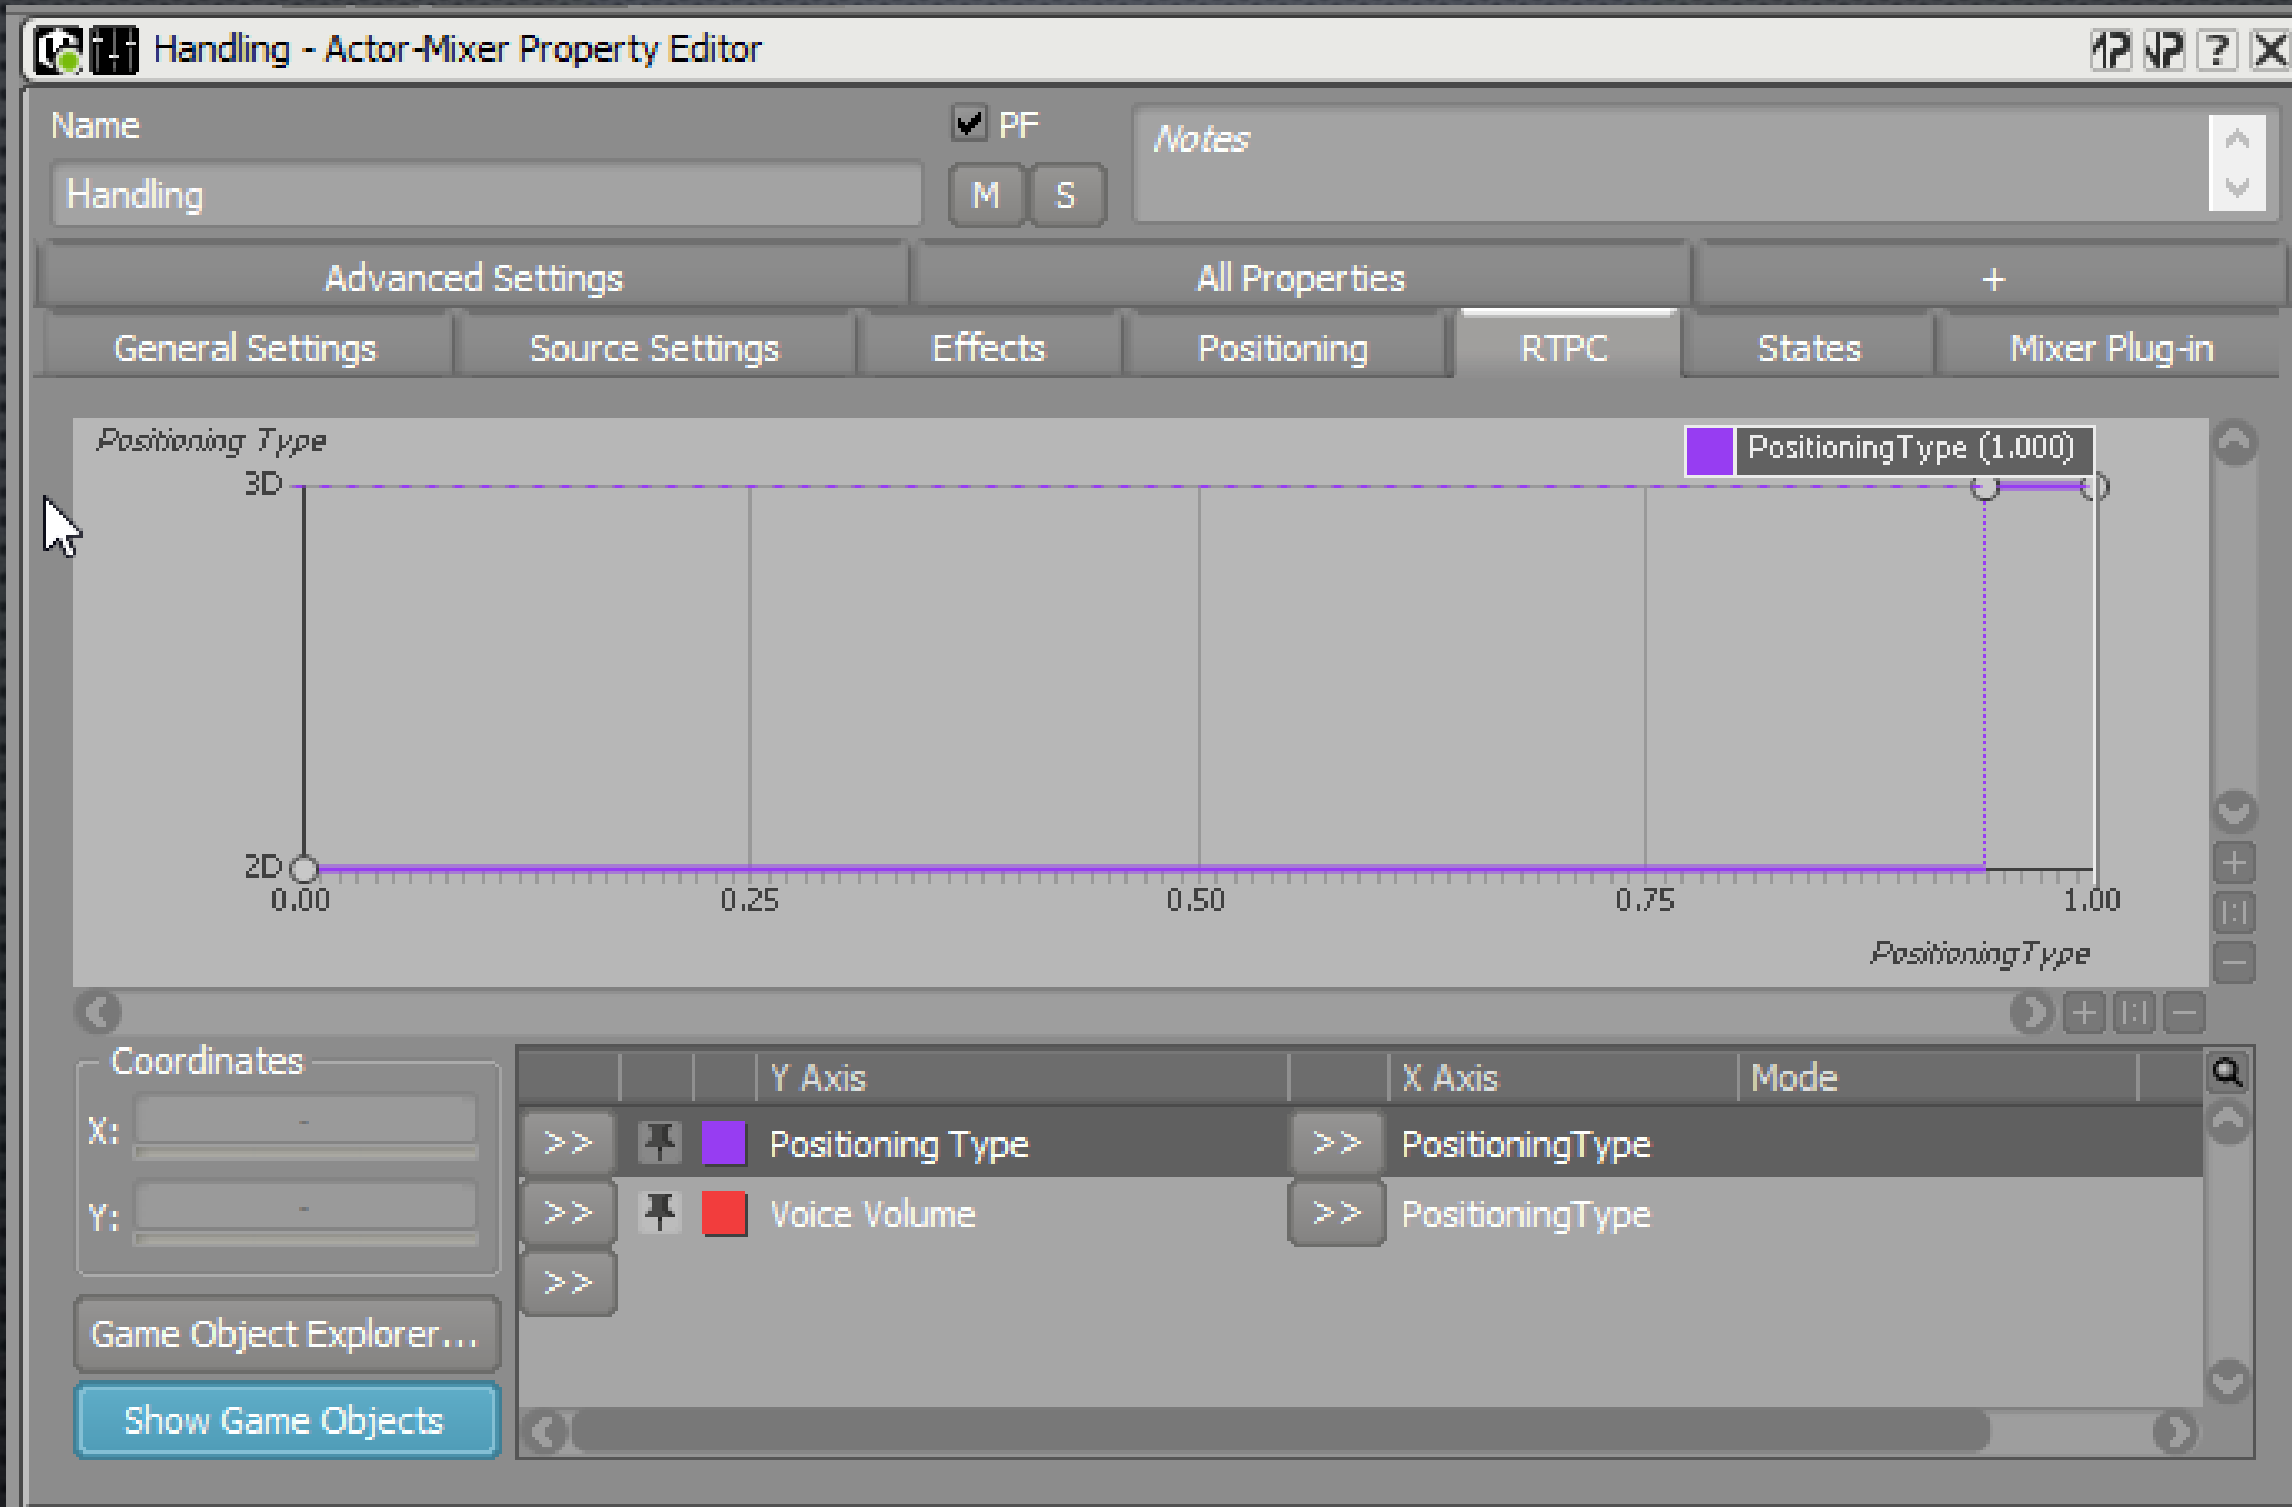 Handling - Actor-Mixer Property Editor
Name
PF
Notes
Handling
M
S
Advanced Settings
All Properties
+
General Settings
Source Settings
Effects
Positioning
RTPC
States
Mixer Plug-in
Positioning Type
PositioningType (1.000)
3D
2D
0.00
0.25
0.50
0.75
1.00
PositioningType
Coordinates
X:
-
Y:
-
Y Axis
X Axis
Mode
>>
Positioning Type
>>
PositioningType
>>
Voice Volume
>>
PositioningType
>>
Game Object Explorer...
Show Game Objects